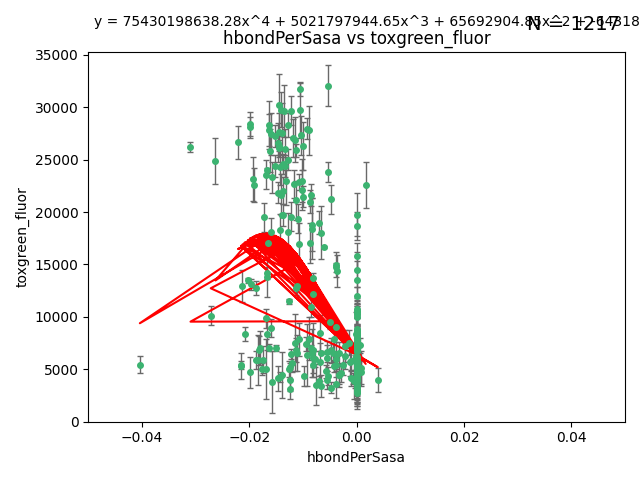 y = 75430198638.28x^4 + 5021797944.65x^3 + 65692904.85x^2 +
N = 1217
hbondPerSasa vs toxgreen_fluor
35000
30000
25000
20000
15000
10000
5000
0
toxgreen_fluor
−0.04 −0.02 0.00 0.02 0.04
hbondPerSasa